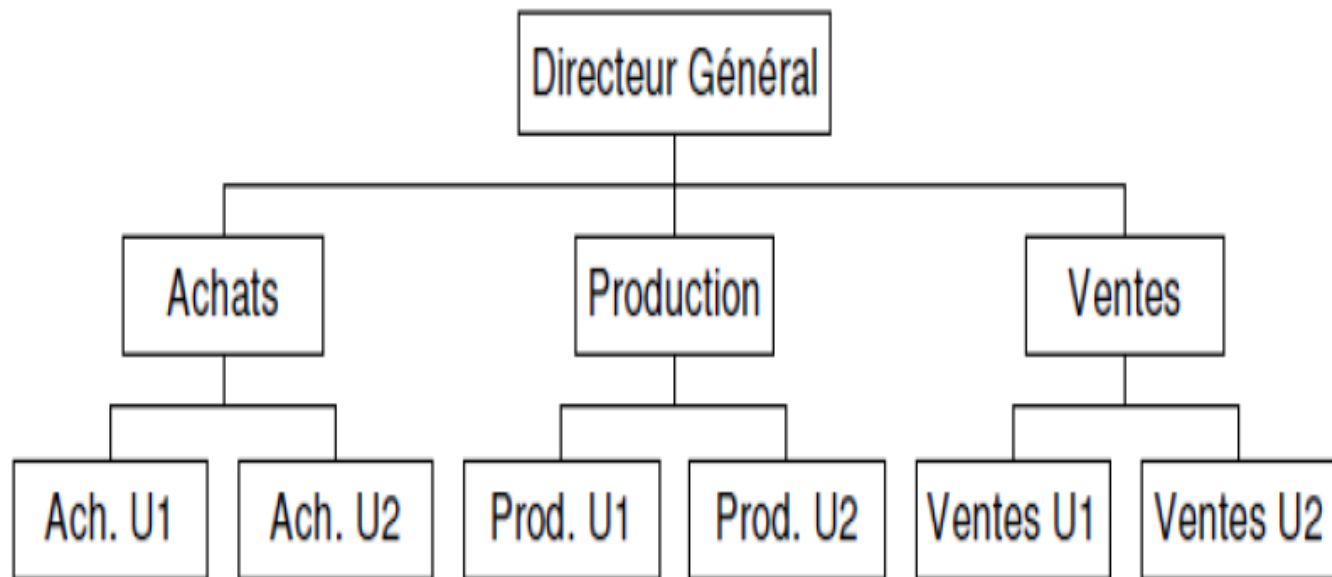 Directeur Général
Achats
Production
Ventes
Ach. U1
Ach. U2
Prod. U1
Prod. U2
Ventes U1
Ventes U2